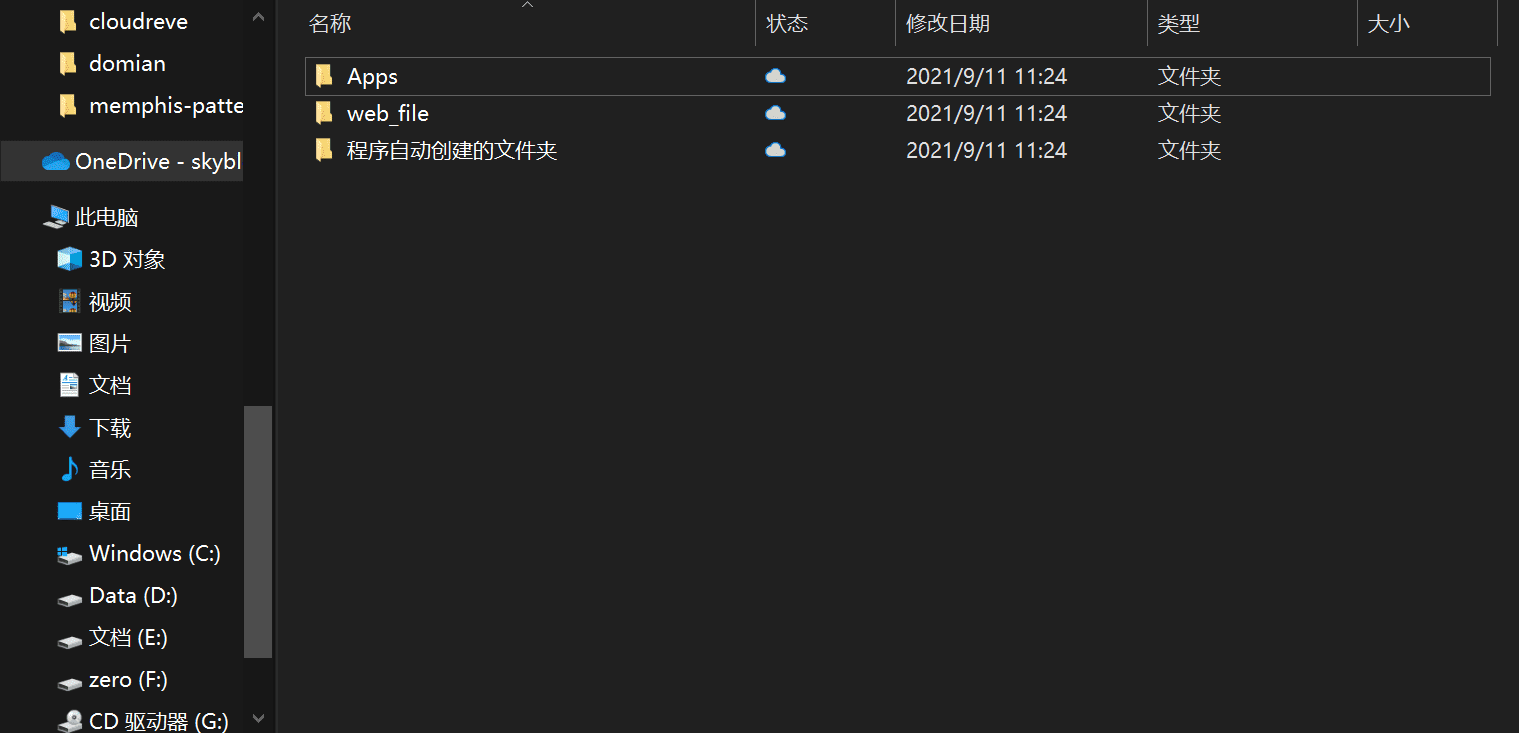 cloudreve
domian
memphis-patte
OneDrive - skybl
此电脑
3D 对象
视频
图片
文档
下载
音乐
桌面
Windows (C:)
Data (D:)
文档 (E:)
zero (F:)
CD 驱动器 (G:)
名称 状态 修改日期 类型 大小
Apps 2021/9/11 11:24 文件夹
web_file 2021/9/11 11:24 文件夹
程序自动创建的文件夹 2021/9/11 11:24 文件夹